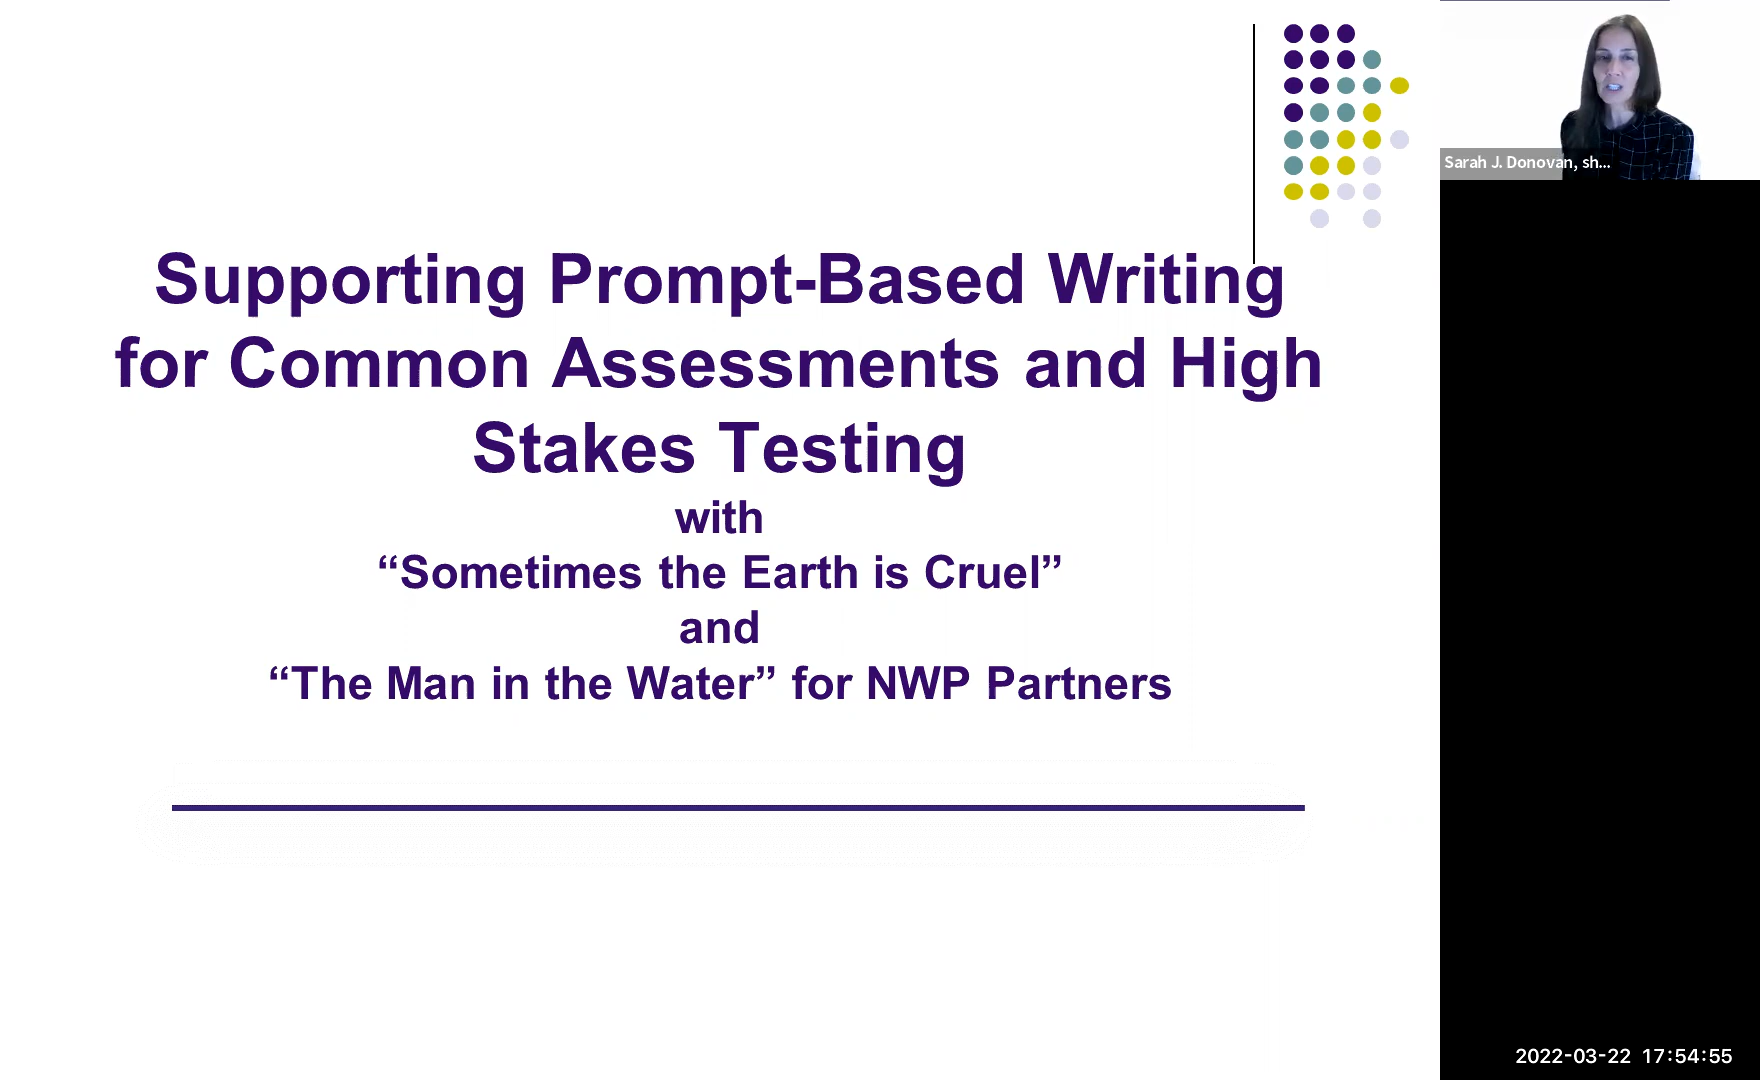 Supporting Prompt-Based Writing
for Common Assessments and High
Stakes Testing
with
“Sometimes the Earth is Cruel”
and
“The Man in the Water” for NWP Partners
Sarah J. Donovan, sh...
2022-03-22 17:54:55